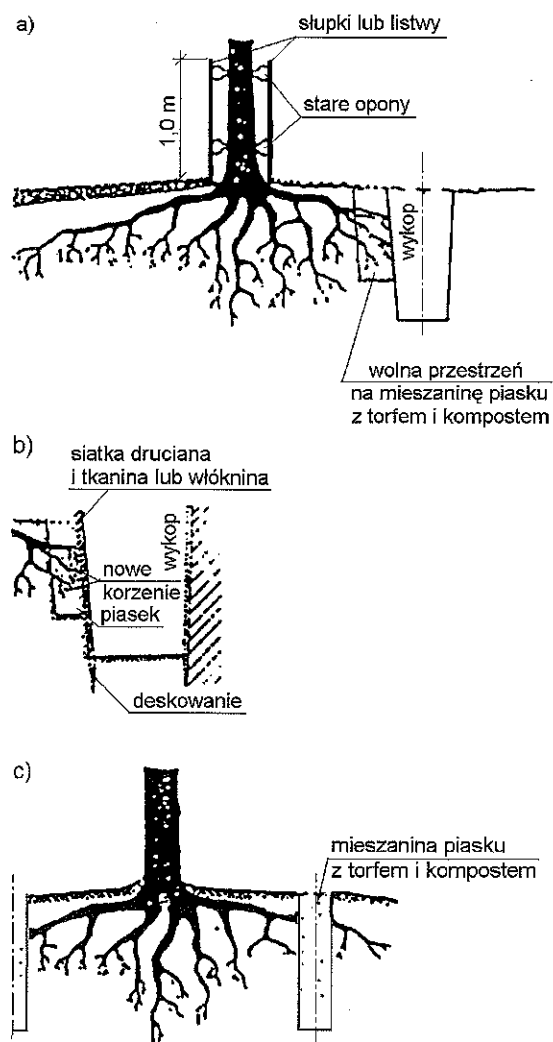 a)
słupki lub listwy
1,0 m
stare opony
wykop
wolna przestrzeń
na mieszaninę piasku
z torfem i kompostem
b)
siatka druciana
i tkanina lub włóknina
wykop
nowe
korzenie
piasek
deskowanie
c)
mieszanina piasku
z torfem i kompostem